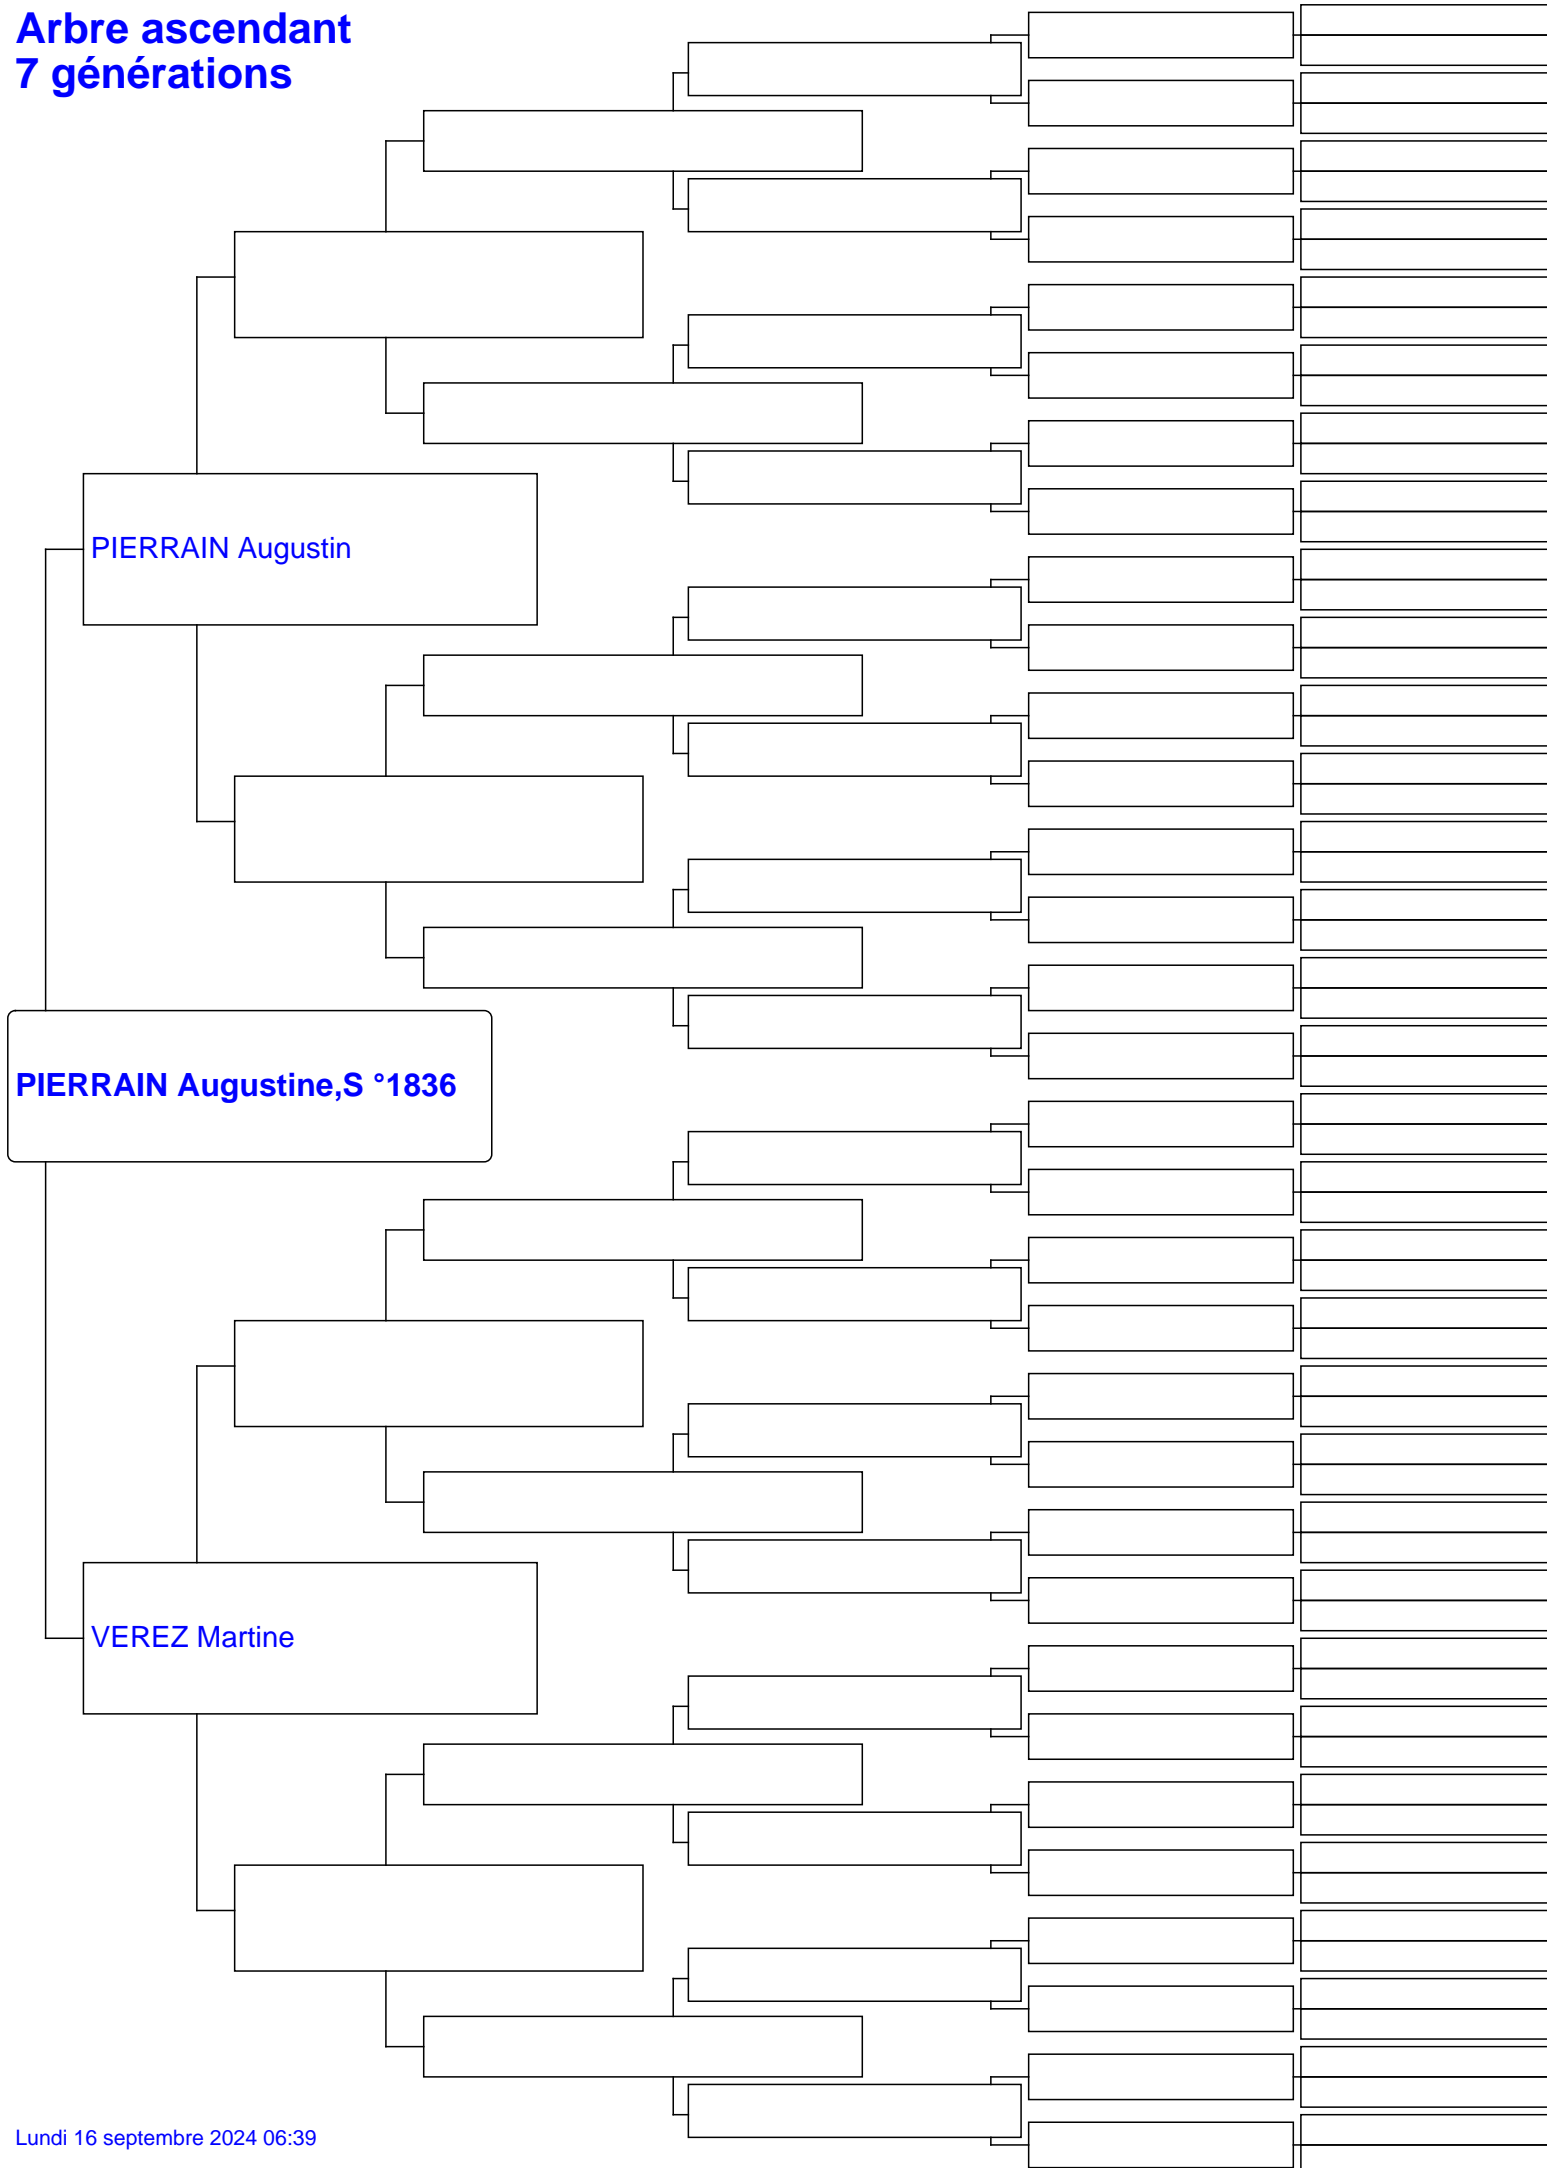 Arbre ascendant
7 générations
PIERRAIN Augustin
PIERRAIN Augustine,S °1836
VEREZ Martine
Lundi 16 septembre 2024 06:39